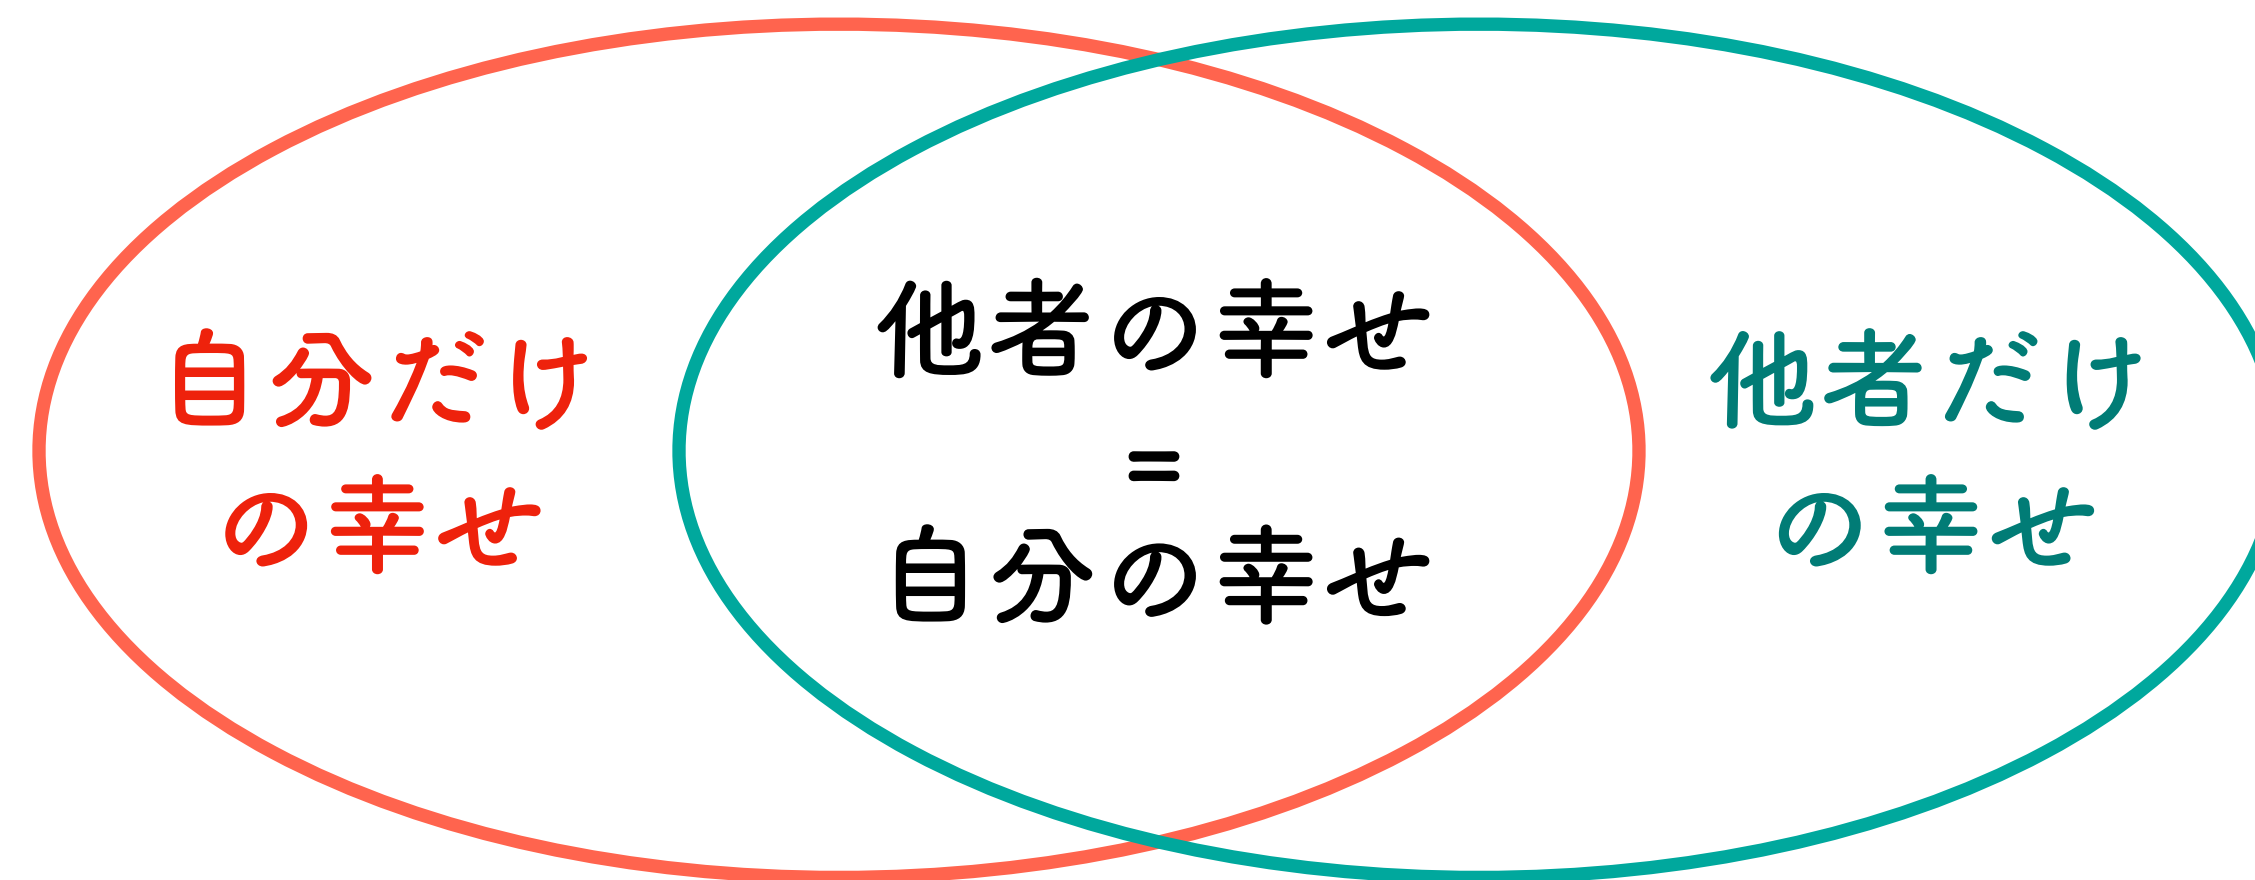 自分だけ
の幸せ
他者の幸せ
=
自分の幸せ
他者だけ
の幸せ